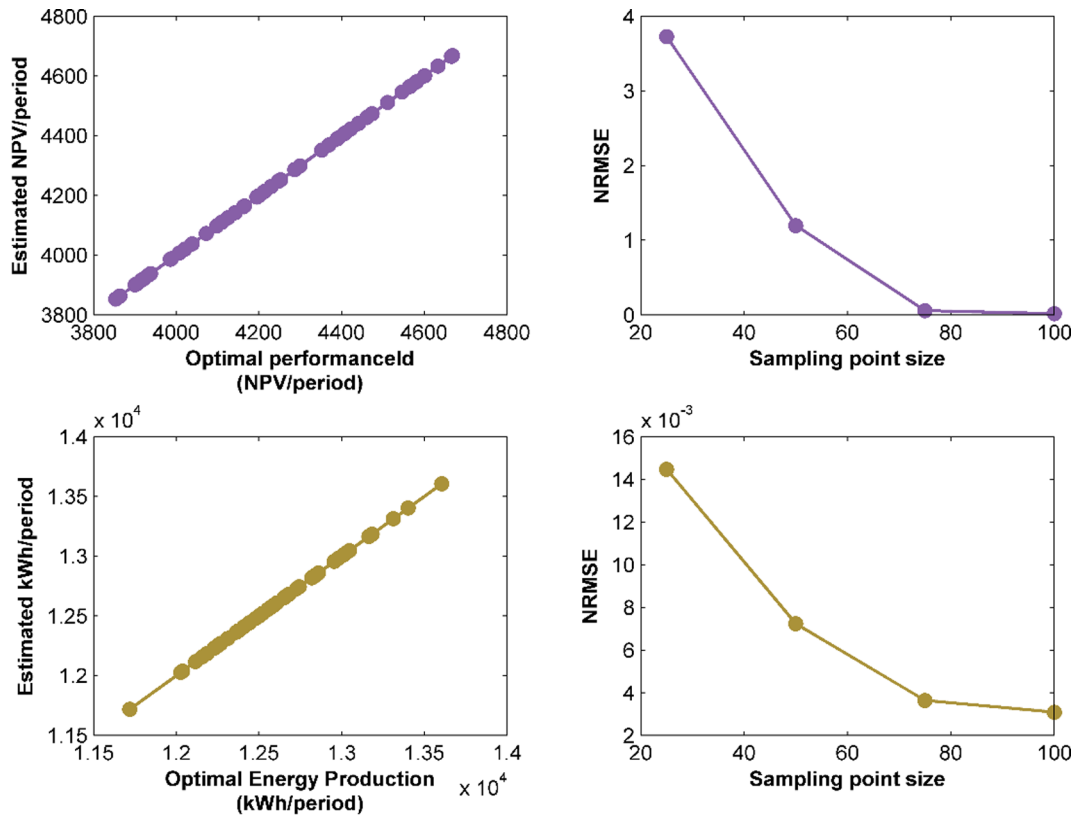 4800
4600
4400
4200
4000
3800
Estimated NPV/period
3800 4000 4200 4400 4600 4800
Optimal performanceId
(NPV/period)
4
3
2
1
0
NRMSE
20 40 60 80 100
Sampling point size
x 10^4
1.4
1.35
1.3
1.25
1.2
1.15
Estimated kWh/period
1.15 1.2 1.25 1.3 1.35 1.4
Optimal Energy Production
(kWh/period)
x 10^4
x 10^-3
16
14
12
10
8
6
4
2
NRMSE
20 40 60 80 100
Sampling point size